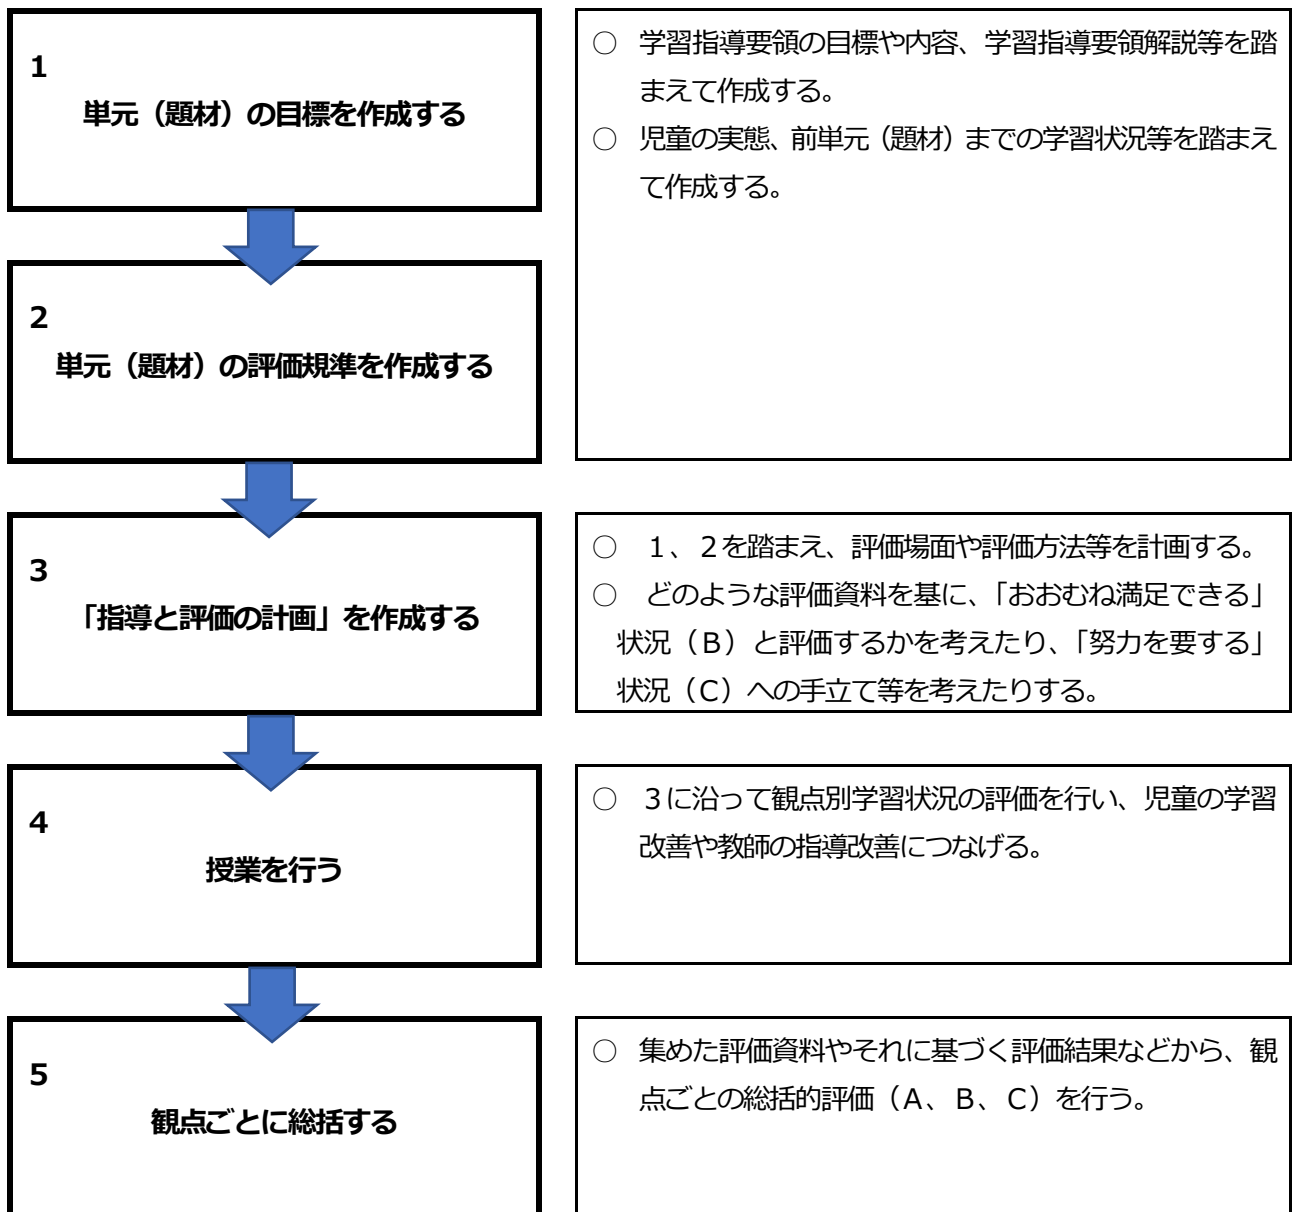 1
単元（題材）の目標を作成する
○　学習指導要領の目標や内容、学習指導要領解説等を踏
まえて作成する。
○　児童の実態、前単元（題材）までの学習状況等を踏まえ
て作成する。
2
単元（題材）の評価規準を作成する
3
「指導と評価の計画」を作成する
○　１、２を踏まえ、評価場面や評価方法等を計画する。
○　どのような評価資料を基に、「おおむね満足できる」
状況（Ｂ）と評価するかを考えたり、「努力を要する」
状況（Ｃ）への手立て等を考えたりする。
4
授業を行う
○　３に沿って観点別学習状況の評価を行い、児童の学習
改善や教師の指導改善につなげる。
5
観点ごとに総括する
○　集めた評価資料やそれに基づく評価結果などから、観
点ごとの総括的評価（Ａ、Ｂ、Ｃ）を行う。